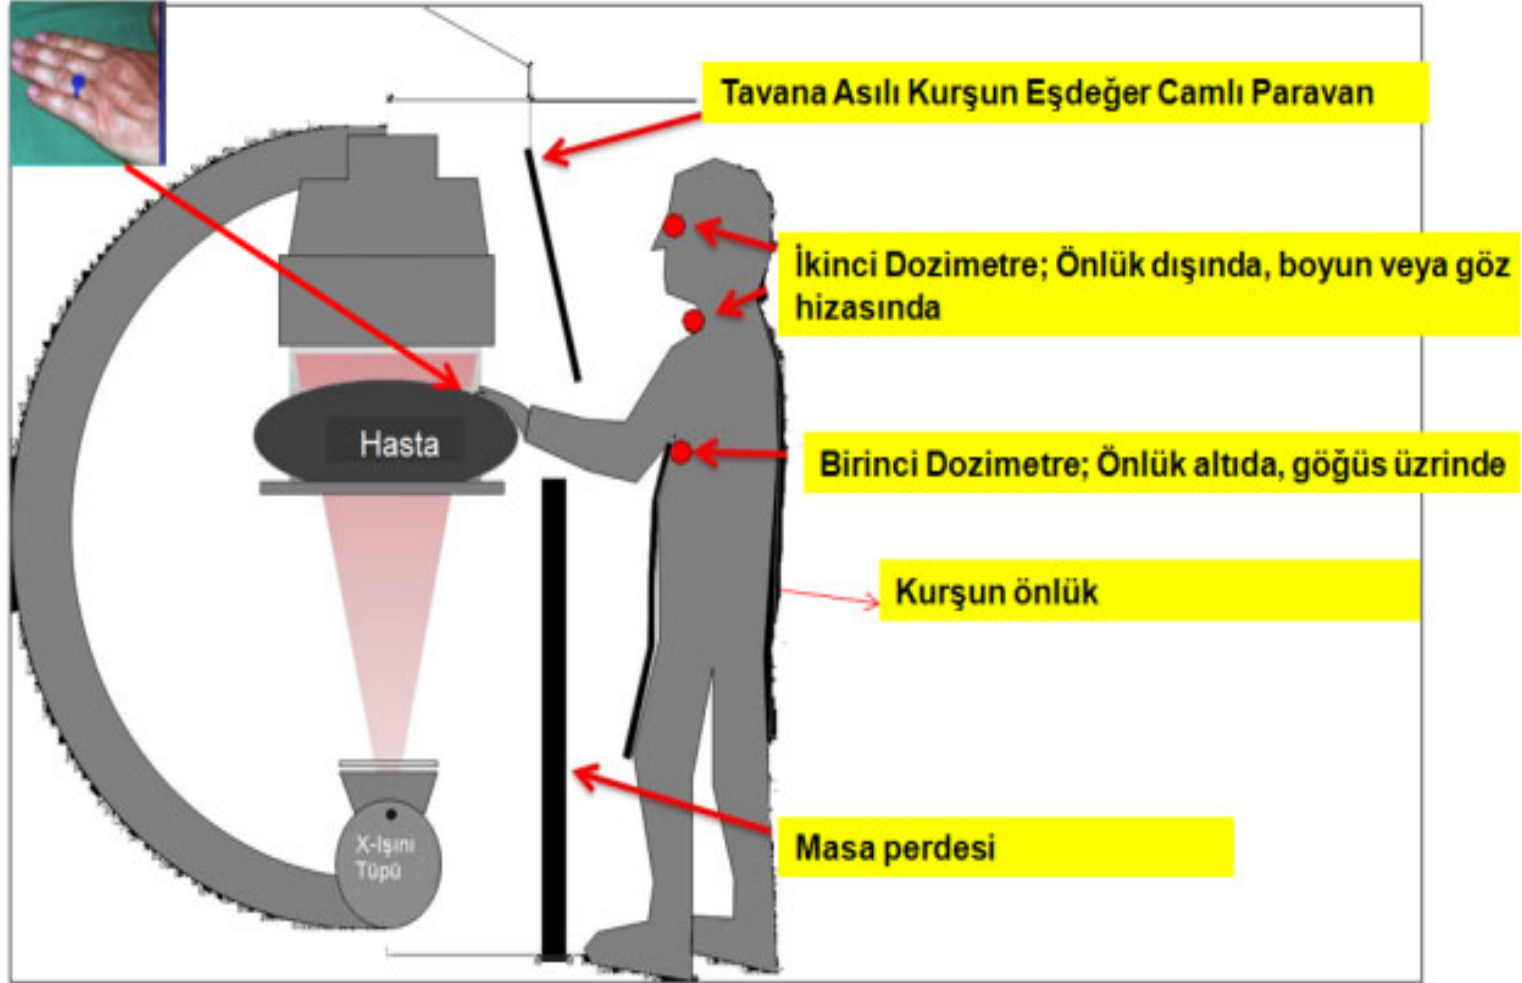 Tavana Asılı Kurşun Eşdeğer Camlı Paravan
İkinci Dozimetre; Önlük dışında, boyun veya göz
hizasında
Hasta
Birinci Dozimetre; Önlük altıda, göğüs üzrinde
Kurşun önlük
X-Işını
Tüpü
Masa perdesi